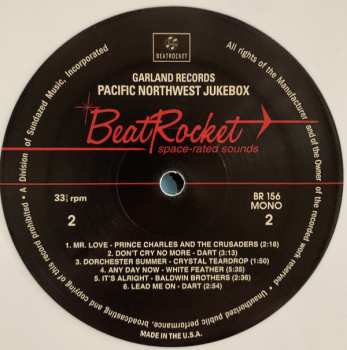 BEATROCKET
GARLAND RECORDS
PACIFIC NORTHWEST JUKEBOX
BeatRocket
space-rated sounds
33⅓ rpm
BR 156
MONO
2
2
1. MR. LOVE - PRINCE CHARLES AND THE CRUSADERS (2:18)
2. DON'T CRY NO MORE - DART (3:13)
3. DORCHESTER SUMMER - CRYSTAL TEARDROP (1:50)
4. ANY DAY NOW - WHITE FEATHER (5:35)
5. IT'S ALRIGHT - BALDWIN BROTHERS (2:36)
6. LEAD ME ON - DART (2:54)
MADE IN THE U.S.A.
BeatRocket • A Division of Sundazed Music, Incorporated
All rights of the Manufacturer and of the Owner of the recorded work reserved • Unauthorized public performance, broadcasting and copying of this record prohibited •